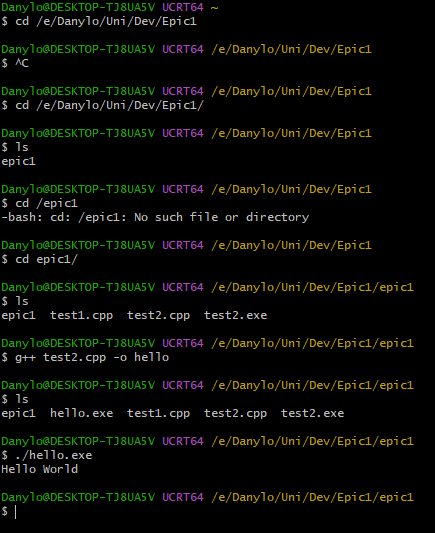 Danylo@DESKTOP-TJ8UA5V UCRT64 ~
$ cd /e/Danylo/Uni/Dev/Epic1
Danylo@DESKTOP-TJ8UA5V UCRT64 /e/Danylo/Uni/Dev/Epic1
$ ^C
Danylo@DESKTOP-TJ8UA5V UCRT64 /e/Danylo/Uni/Dev/Epic1
$ cd /e/Danylo/Uni/Dev/Epic1/
Danylo@DESKTOP-TJ8UA5V UCRT64 /e/Danylo/Uni/Dev/Epic1
$ ls
epic1
Danylo@DESKTOP-TJ8UA5V UCRT64 /e/Danylo/Uni/Dev/Epic1
$ cd /epic1
-bash: cd: /epic1: No such file or directory
Danylo@DESKTOP-TJ8UA5V UCRT64 /e/Danylo/Uni/Dev/Epic1
$ cd epic1/
Danylo@DESKTOP-TJ8UA5V UCRT64 /e/Danylo/Uni/Dev/Epic1/epic1
$ ls
epic1  test1.cpp  test2.cpp  test2.exe
Danylo@DESKTOP-TJ8UA5V UCRT64 /e/Danylo/Uni/Dev/Epic1/epic1
$ g++ test2.cpp -o hello
Danylo@DESKTOP-TJ8UA5V UCRT64 /e/Danylo/Uni/Dev/Epic1/epic1
$ ls
epic1  hello.exe  test1.cpp  test2.cpp  test2.exe
Danylo@DESKTOP-TJ8UA5V UCRT64 /e/Danylo/Uni/Dev/Epic1/epic1
$ ./hello.exe
Hello World
Danylo@DESKTOP-TJ8UA5V UCRT64 /e/Danylo/Uni/Dev/Epic1/epic1
$